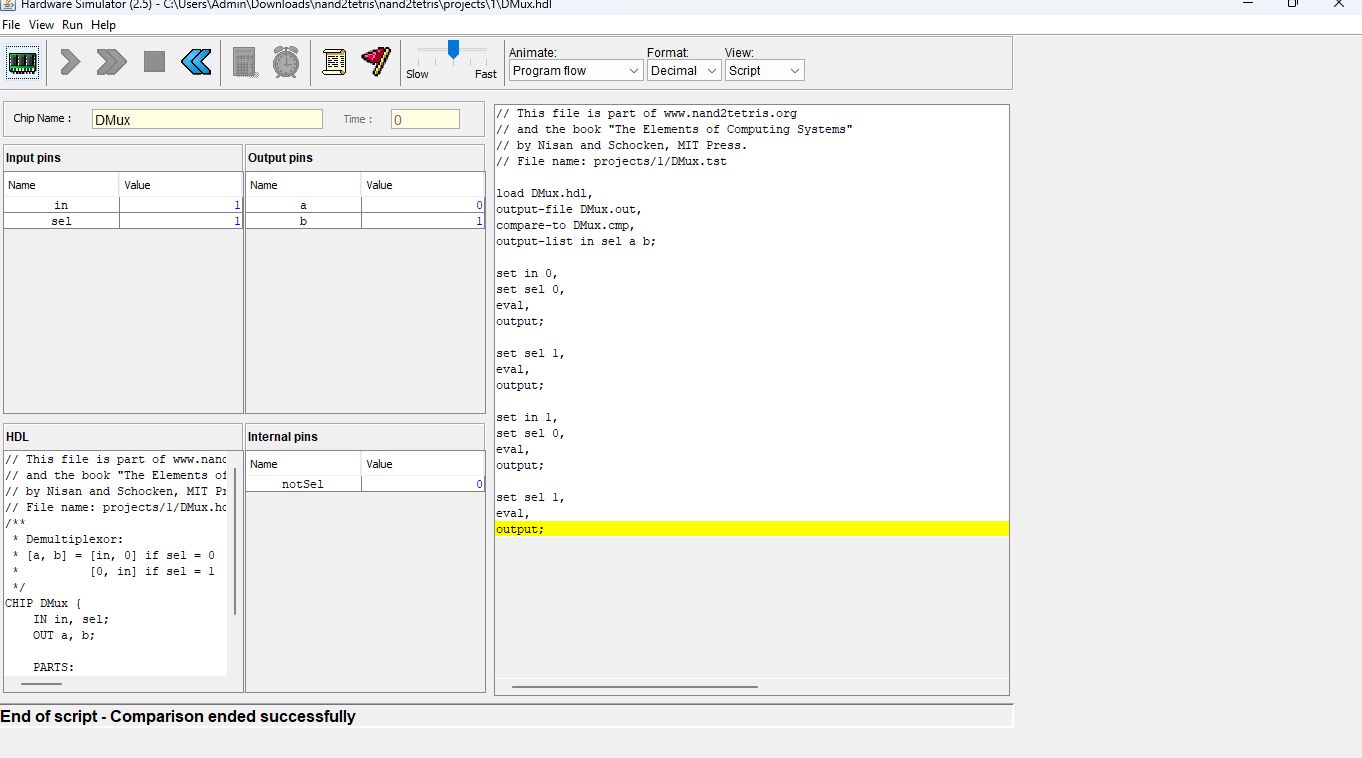 Hardware Simulator (2.5) - C:\Users\Admin\Downloads\nand2tetris\nand2tetris\projects\1\DMux.hdl
File View Run Help
Slow
Fast
Animate:
Program flow
Format:
Decimal
View:
Script
Chip Name :
DMux
Time :
0
Input pins
Name Value
in 1
sel 1
Output pins
Name Value
a 0
b 1
HDL
// This file is part of www.nand
// and the book "The Elements of
// by Nisan and Schocken, MIT Pr
// File name: projects/1/DMux.hd
/**
* Demultiplexor:
* [a, b] = [in, 0] if sel = 0
* [0, in] if sel = 1
*/
CHIP DMux {
IN in, sel;
OUT a, b;
PARTS:
Internal pins
Name Value
notSel 0
// This file is part of www.nand2tetris.org
// and the book "The Elements of Computing Systems"
// by Nisan and Schocken, MIT Press.
// File name: projects/1/DMux.tst
load DMux.hdl,
output-file DMux.out,
compare-to DMux.cmp,
output-list in sel a b;
set in 0,
set sel 0,
eval,
output;
set sel 1,
eval,
output;
set in 1,
set sel 0,
eval,
output;
set sel 1,
eval,
output;
End of script - Comparison ended successfully